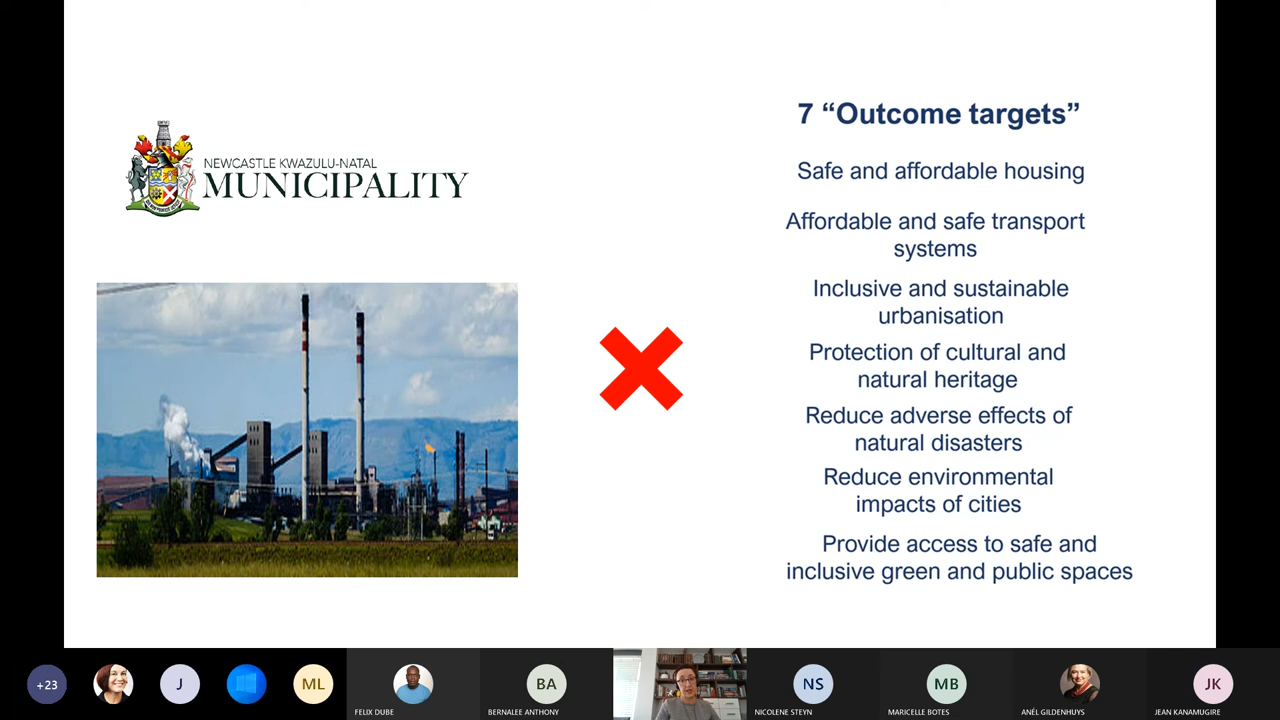 NEWCASTLE KWAZULU-NATAL
MUNICIPALITY
7 “Outcome targets”
Safe and affordable housing
Affordable and safe transport
systems
Inclusive and sustainable
urbanisation
Protection of cultural and
natural heritage
Reduce adverse effects of
natural disasters
Reduce environmental
impacts of cities
Provide access to safe and
inclusive green and public spaces
+23
J
ML
FELIX DUBE
BA
BERNALEE ANTHONY
NS
NICOLENE STEYN
MB
MARICELLE BOTES
ANÉL GILDENHUYS
JK
JEAN KANAMUGIRE